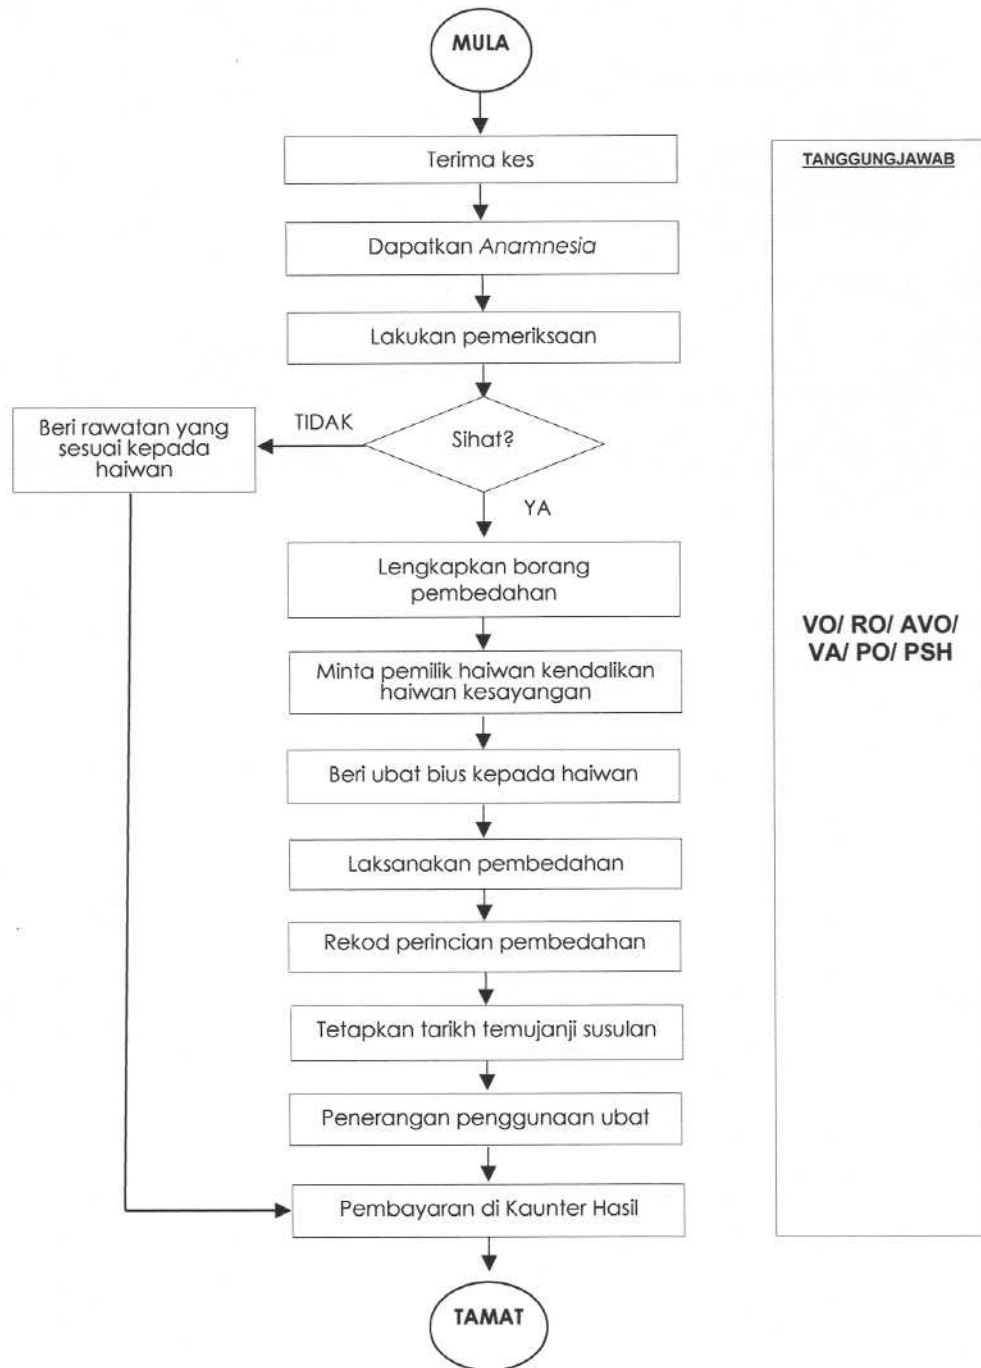 MULA
Terima kes
TANGGUNGJAWAB
Dapatkan Anamnesia
Lakukan pemeriksaan
Sihat?
TIDAK
Beri rawatan yang
sesuai kepada
haiwan
YA
Lengkapkan borang
pembedahan
VO/ RO/ AVO/
VA/ PO/ PSH
Minta pemilik haiwan kendalikan
haiwan kesayangan
Beri ubat bius kepada haiwan
Laksanakan pembedahan
Rekod perincian pembedahan
Tetapkan tarikh temujanji susulan
Penerangan penggunaan ubat
Pembayaran di Kaunter Hasil
TAMAT